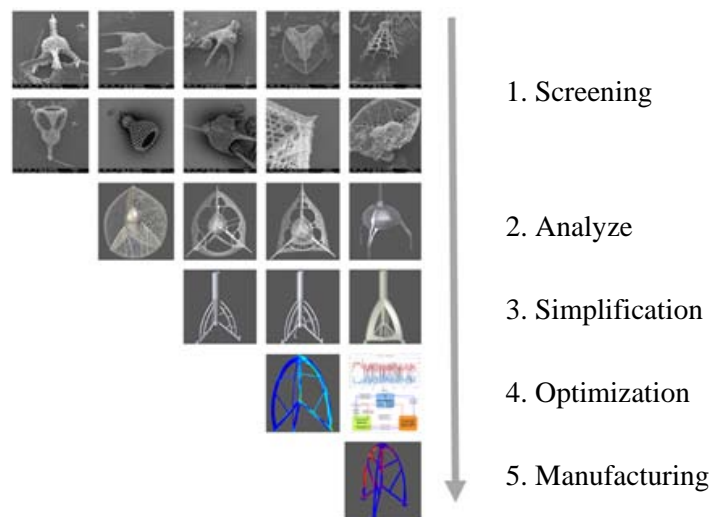 1. Screening
2. Analyze
3. Simplification
4. Optimization
5. Manufacturing